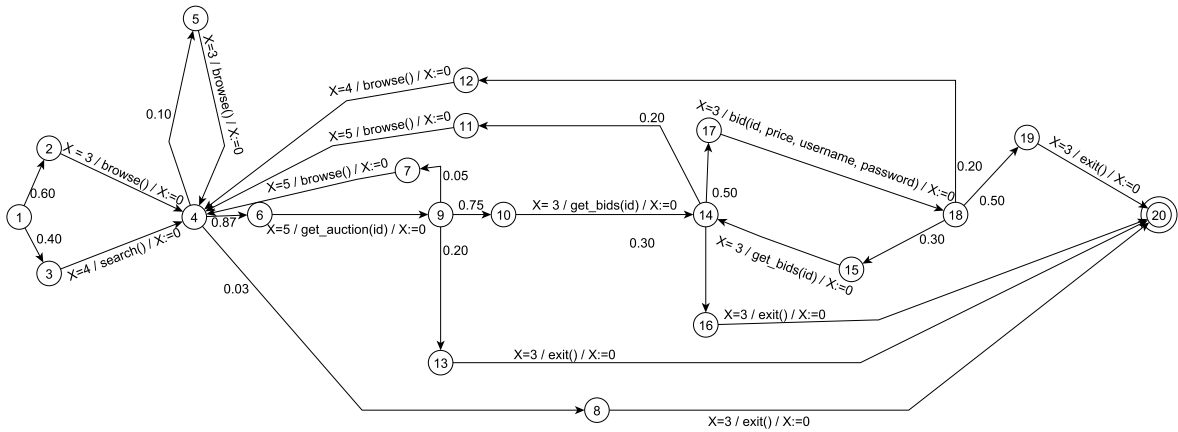 5
X=3 / browse() / X:=0
0.10
12
X=4 / browse() / X:=0
11
X=5 / browse() / X:=0
0.20
17
X=3 / bid(id, price, username, password) / X:=0
19
X=3 / exit() / X:=0
2
X = 3 / browse() / X:=0
0.60
7
X=5 / browse() / X:=0
0.05
0.20
0.50
0.50
1
4
0.87
6
X=5 / get_auction(id) / X:=0
9
0.75
10
X= 3 / get_bids(id) / X:=0
14
18
20
0.40
3
X=4 / search() / X:=0
0.20
0.30
X= 3 / get_bids(id) / X:=0
15
0.30
0.03
16
X=3 / exit() / X:=0
13
X=3 / exit() / X:=0
8
X=3 / exit() / X:=0